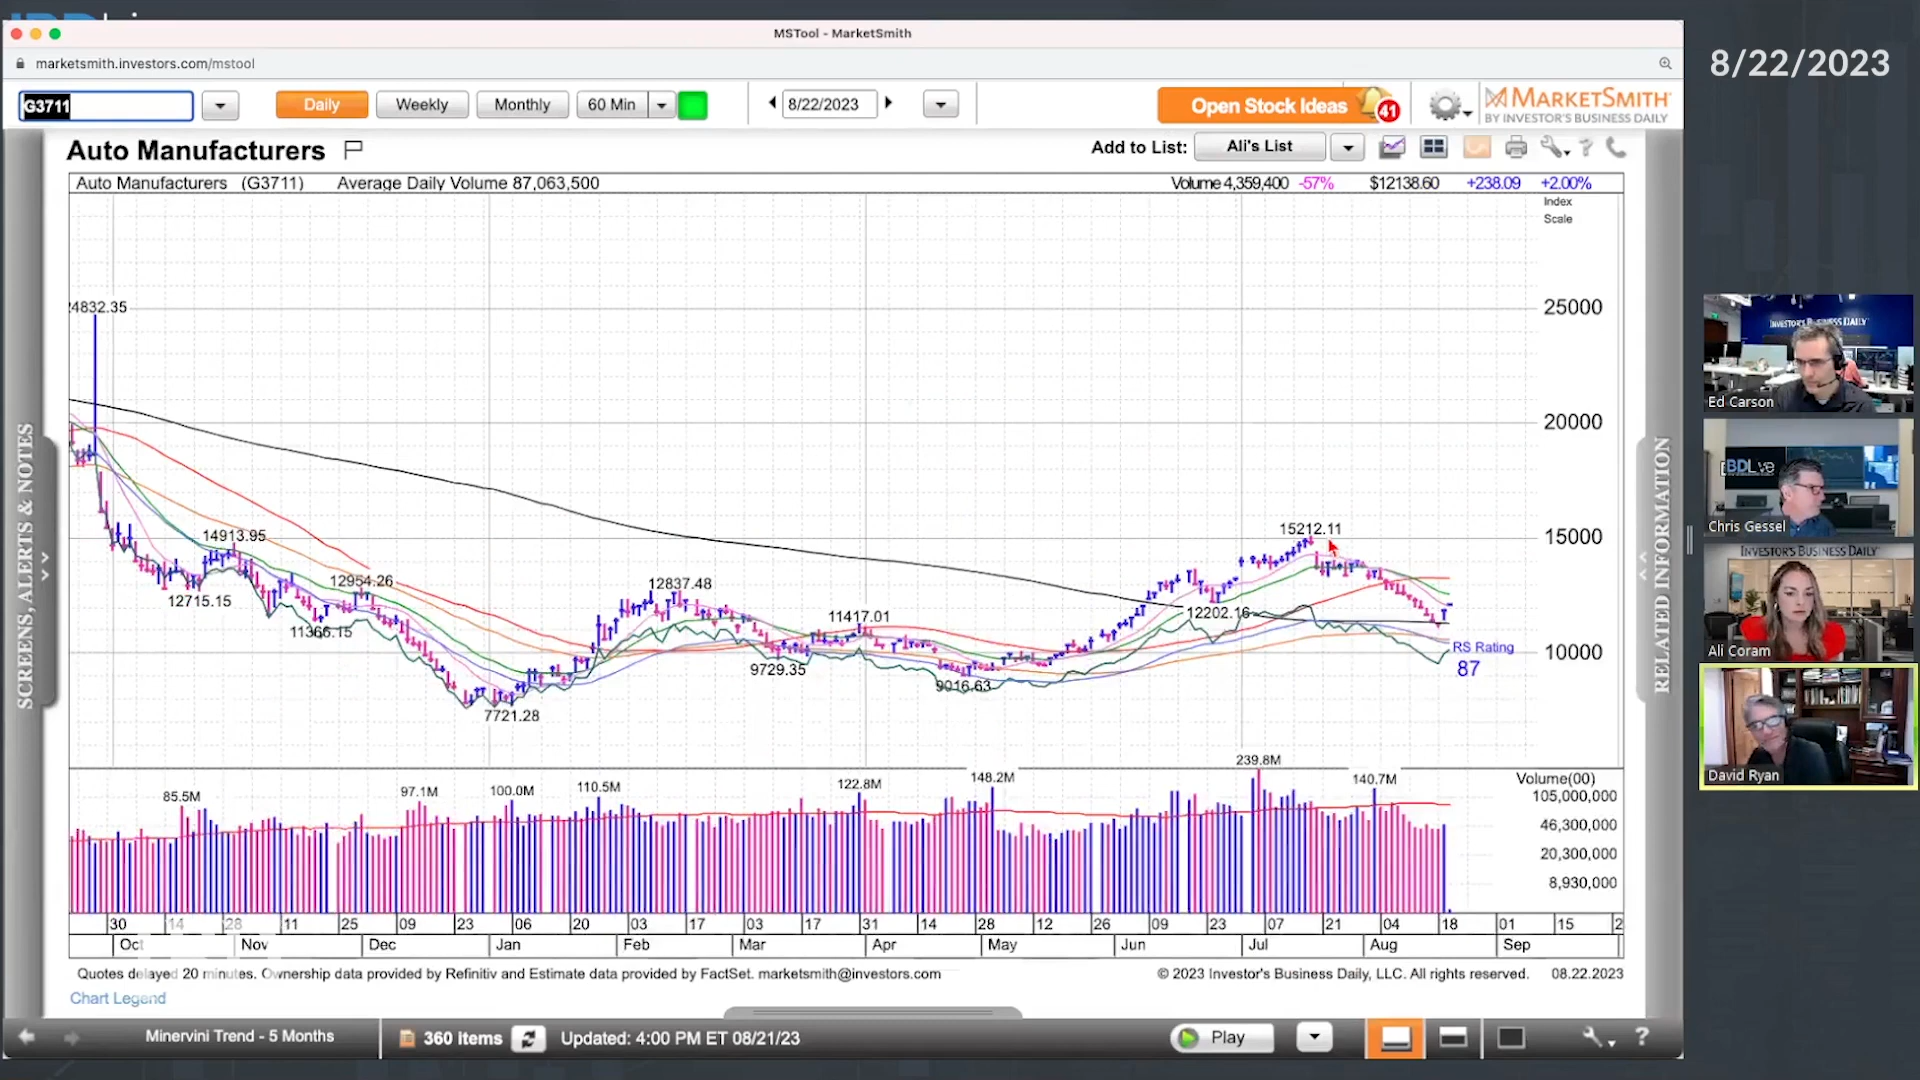 MSTool - MarketSmith
8/22/2023
marketsmith.investors.com/mstool
G3711
Daily
Weekly
Monthly
60 Min
8/22/2023
Open Stock Ideas
41
MARKETSMITH
BY INVESTOR'S BUSINESS DAILY
Auto Manufacturers
Add to List:
Ali's List
Auto Manufacturers (G3711) Average Daily Volume 87,063,500
Volume 4,359,400 -57% $12138.60 +238.09 +2.00%
Index
Scale
SCREENS, ALERTS & NOTES
RELATED INFORMATION
24832.35
14913.95
12715.15
12954.26
11366.15
7721.28
12837.48
9729.35
11417.01
9016.63
12202.16
15212.11
25000
20000
15000
10000
RS Rating
87
85.5M
97.1M
100.0M
110.5M
122.8M
148.2M
239.8M
140.7M
Volume(00)
105,000,000
46,300,000
20,300,000
8,930,000
30 14 28 11 25 09 23 06 20 03 17 03 17 31 14 28 12 26 09 23 07 21 04 18 01 15 2
Oct Nov Dec Jan Feb Mar Apr May Jun Jul Aug Sep
Quotes delayed 20 minutes. Ownership data provided by Refinitiv and Estimate data provided by FactSet. marketsmith@investors.com
© 2023 Investor's Business Daily, LLC. All rights reserved. 08.22.2023
Chart Legend
Minervini Trend - 5 Months
360 Items
Updated: 4:00 PM ET 08/21/23
Play
?
INVESTOR'S BUSINESS DAILY
Ed Carson
IBDLive
Chris Gessel
INVESTOR'S BUSINESS DAILY
Ali Coram
David Ryan